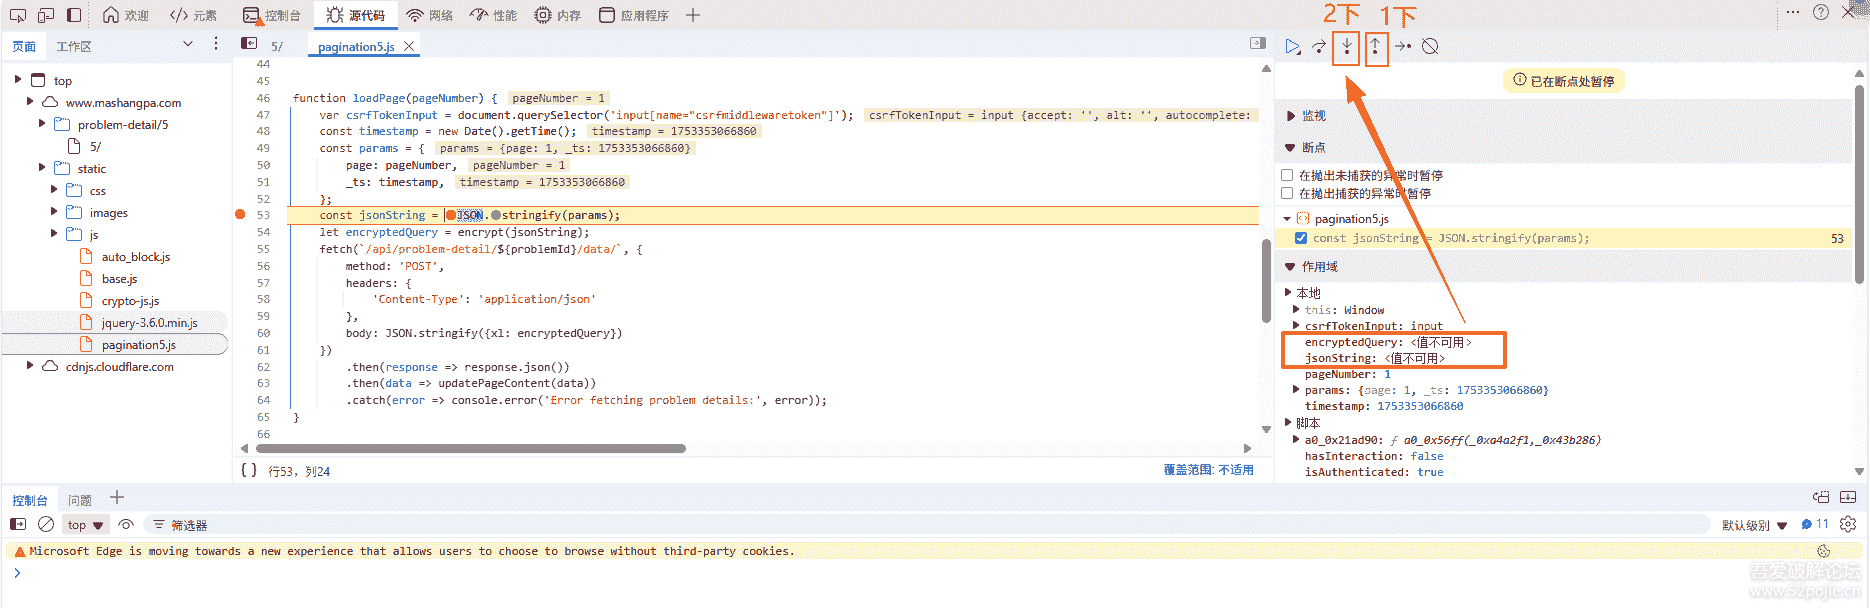 欢迎 元素 控制台 源代码 网络 性能 内存 应用程序
2下 1下
页面 工作区
5/ pagination5.js
top
www.mashangpa.com
problem-detail/5
5/
static
css
images
js
auto_block.js
base.js
crypto-js.js
jquery-3.6.0.min.js
pagination5.js
cdnjs.cloudflare.com
44
45
46 function loadPage(pageNumber) { pageNumber = 1
47 var csrfTokenInput = document.querySelector('input[name="csrfmiddlewaretoken"]'); csrfTokenInput = input {accept: '', alt: '', autocomplete:
48 const timestamp = new Date().getTime(); timestamp = 1753353066860
49 const params = { params = {page: 1, _ts: 1753353066860}
50 page: pageNumber, pageNumber = 1
51 _ts: timestamp, timestamp = 1753353066860
52 };
53 const jsonString = JSON.stringify(params);
54 let encryptedQuery = encrypt(jsonString);
55 fetch(`/api/problem-detail/${problemId}/data/`, {
56 method: 'POST',
57 headers: {
58 'Content-Type': 'application/json'
59 },
60 body: JSON.stringify({xl: encryptedQuery})
61 })
62 .then(response => response.json())
63 .then(data => updatePageContent(data))
64 .catch(error => console.error('Error fetching problem details:', error));
65 }
66
{ } 行53，列24 覆盖范围: 不适用
已在断点处暂停
监视
断点
在抛出未捕获的异常时暂停
在抛出捕获的异常时暂停
pagination5.js
const jsonString = JSON.stringify(params); 53
作用域
本地
this: Window
csrfTokenInput: input
encryptedQuery: <值不可用>
jsonString: <值不可用>
pageNumber: 1
params: {page: 1, _ts: 1753353066860}
timestamp: 1753353066860
脚本
a0_0x21ad90: ƒ a0_0x56ff(_0xa4a2f1,_0x43b286)
hasInteraction: false
isAuthenticated: true
控制台 问题
top 筛选器 默认级别 11
Microsoft Edge is moving towards a new experience that allows users to choose to browse without third-party cookies.
吾爱破解论坛
www.52pojie.cn